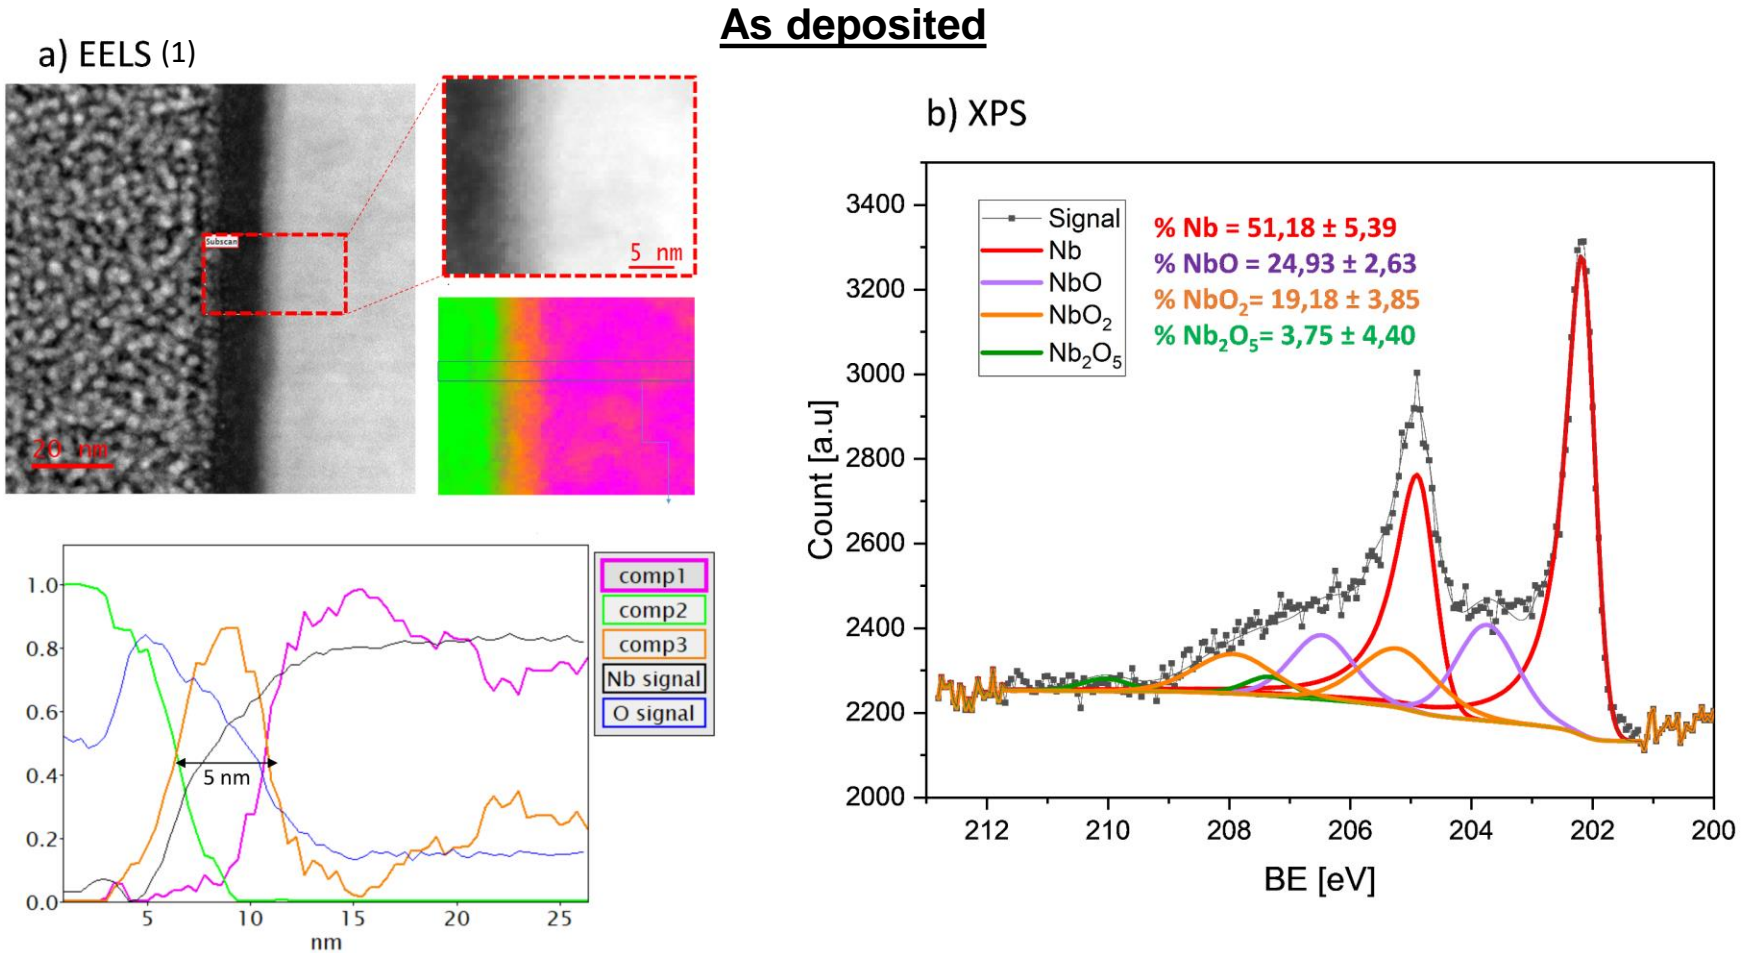 As deposited
a) EELS (1)
Subscan
20 nm
5 nm
1.0
0.8
0.6
0.4
0.2
0.0
5 nm
5 10 15 20 25
nm
comp1
comp2
comp3
Nb signal
O signal
b) XPS
Signal
Nb
NbO
NbO₂
Nb₂O₅
% Nb = 51,18 ± 5,39
% NbO = 24,93 ± 2,63
% NbO₂= 19,18 ± 3,85
% Nb₂O₅= 3,75 ± 4,40
Count [a.u]
3400
3200
3000
2800
2600
2400
2200
2000
212 210 208 206 204 202 200
BE [eV]